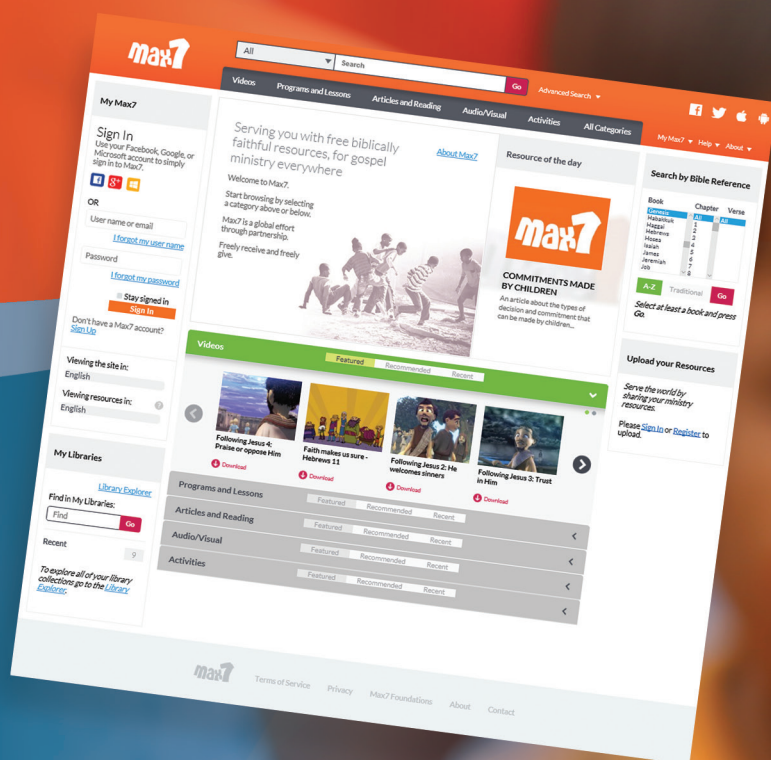 max7
All
Search
Go
Advanced Search
Videos
Programs and Lessons
Articles and Reading
Audio/Visual
Activities
All Categories
My Max7
Help
About
My Max7
Sign In
Use your Facebook, Google, or
Microsoft account to simply
sign in to Max7.
OR
User name or email
I forgot my user name
Password
I forgot my password
Stay signed in
Sign In
Don't have a Max7 account?
Sign Up
Viewing the site in:
English
Viewing resources in:
English
?
My Libraries
Library Explorer
Find in My Libraries:
Find
Go
Recent
9
To explore all of your library
collections go to the Library
Explorer.
Serving you with free biblically
faithful resources, for gospel
ministry everywhere
About Max7
Welcome to Max7.
Start browsing by selecting
a category above or below.
Max7 is a global effort
through partnership.
Freely receive and freely
give.
Resource of the day
max7
COMMITMENTS MADE
BY CHILDREN
An article about the types of
decision and commitment that
can be made by children...
Videos
Featured
Recommended
Recent
Following Jesus 4:
Praise or oppose Him
Download
Faith makes us sure -
Hebrews 11
Download
Following Jesus 2: He
welcomes sinners
Download
Following Jesus 3: Trust
in Him
Download
Programs and Lessons
Featured
Recommended
Recent
Articles and Reading
Featured
Recommended
Recent
Audio/Visual
Featured
Recommended
Recent
Activities
Featured
Recommended
Recent
Search by Bible Reference
Book
Chapter
Verse
Genesis
Habakkuk
Haggai
Hebrews
Hosea
Isaiah
James
Jeremiah
Job
All
1
2
3
4
5
6
7
8
All
A-Z
Traditional
Go
Select at least a book and press
Go.
Upload your Resources
Serve the world by
sharing your ministry
resources.
Please Sign In or Register to
upload.
max7
Terms of Service
Privacy
Max7 Foundations
About
Contact